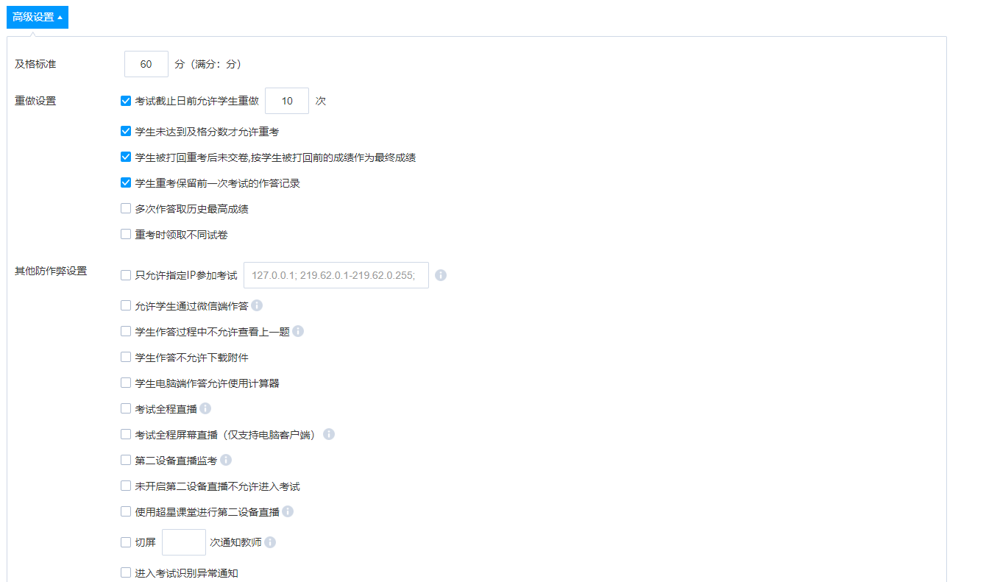 高级设置
及格标准 60 分（满分：分）
重做设置 考试截止日前允许学生重做 10 次
学生未达到及格分数才允许重考
学生被打回重考后未交卷,按学生被打回前的成绩作为最终成绩
学生重考保留前一次考试的作答记录
多次作答取历史最高成绩
重考时领取不同试卷
其他防作弊设置 只允许指定IP参加考试 127.0.0.1; 219.62.0.1-219.62.0.255;
允许学生通过微信端作答
学生作答过程中不允许查看上一题
学生作答不允许下载附件
学生电脑端作答允许使用计算器
考试全程直播
考试全程屏幕直播（仅支持电脑客户端）
第二设备直播监考
未开启第二设备直播不允许进入考试
使用超星课堂进行第二设备直播
切屏 次通知教师
进入考试识别异常通知